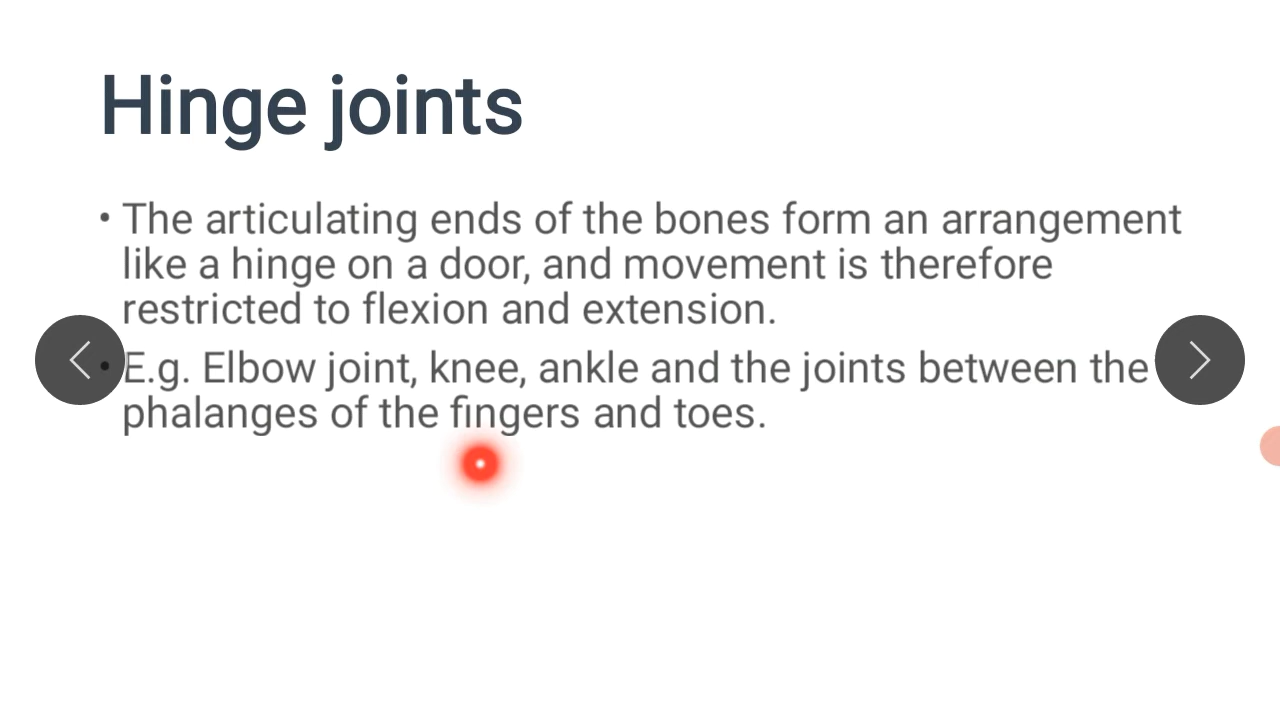 Hinge joints
• The articulating ends of the bones form an arrangement
like a hinge on a door, and movement is therefore
restricted to flexion and extension.
• E.g. Elbow joint, knee, ankle and the joints between the
phalanges of the fingers and toes.